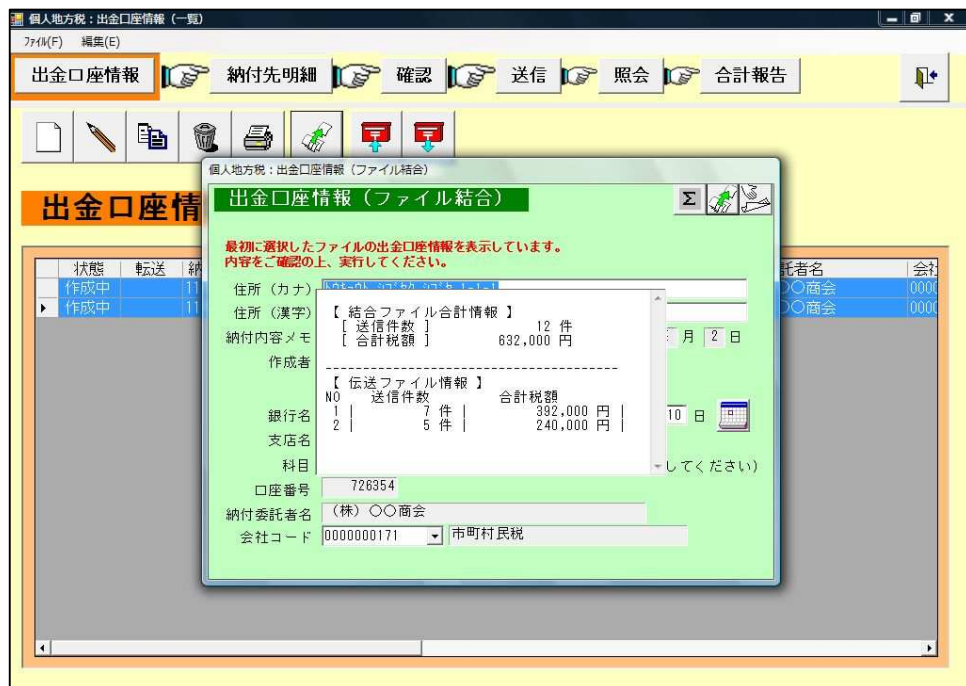 個人地方税：出金口座情報（一覧）
ﾌｧｲﾙ(F) 編集(E)
出金口座情報 納付先明細 確認 送信 照会 合計報告
個人地方税：出金口座情報（ファイル結合）
出金口座情報（ファイル結合）
Σ
出金口座情
最初に選択したファイルの出金口座情報を表示しています。
内容をご確認の上、実行してください。
状態 転送 納 託者名 会社
作成中 11 〇〇商会 0000
作成中 11 〇〇商会 0000
住所（カナ）
住所（漢字）
納付内容メモ 月 2 日
作成者
銀行名 10 日
支店名
科目 してください）
【 結合ファイル合計情報 】
[ 送信件数 ] 12 件
[ 合計税額 ] 632,000 円
---------------------------------------
【 伝送ファイル情報 】
NO 送信件数 合計税額
1 | 7 件 | 392,000 円 |
2 | 5 件 | 240,000 円 |
口座番号 726354
納付委託者名 （株）〇〇商会
会社コード 0000000171 市町村民税